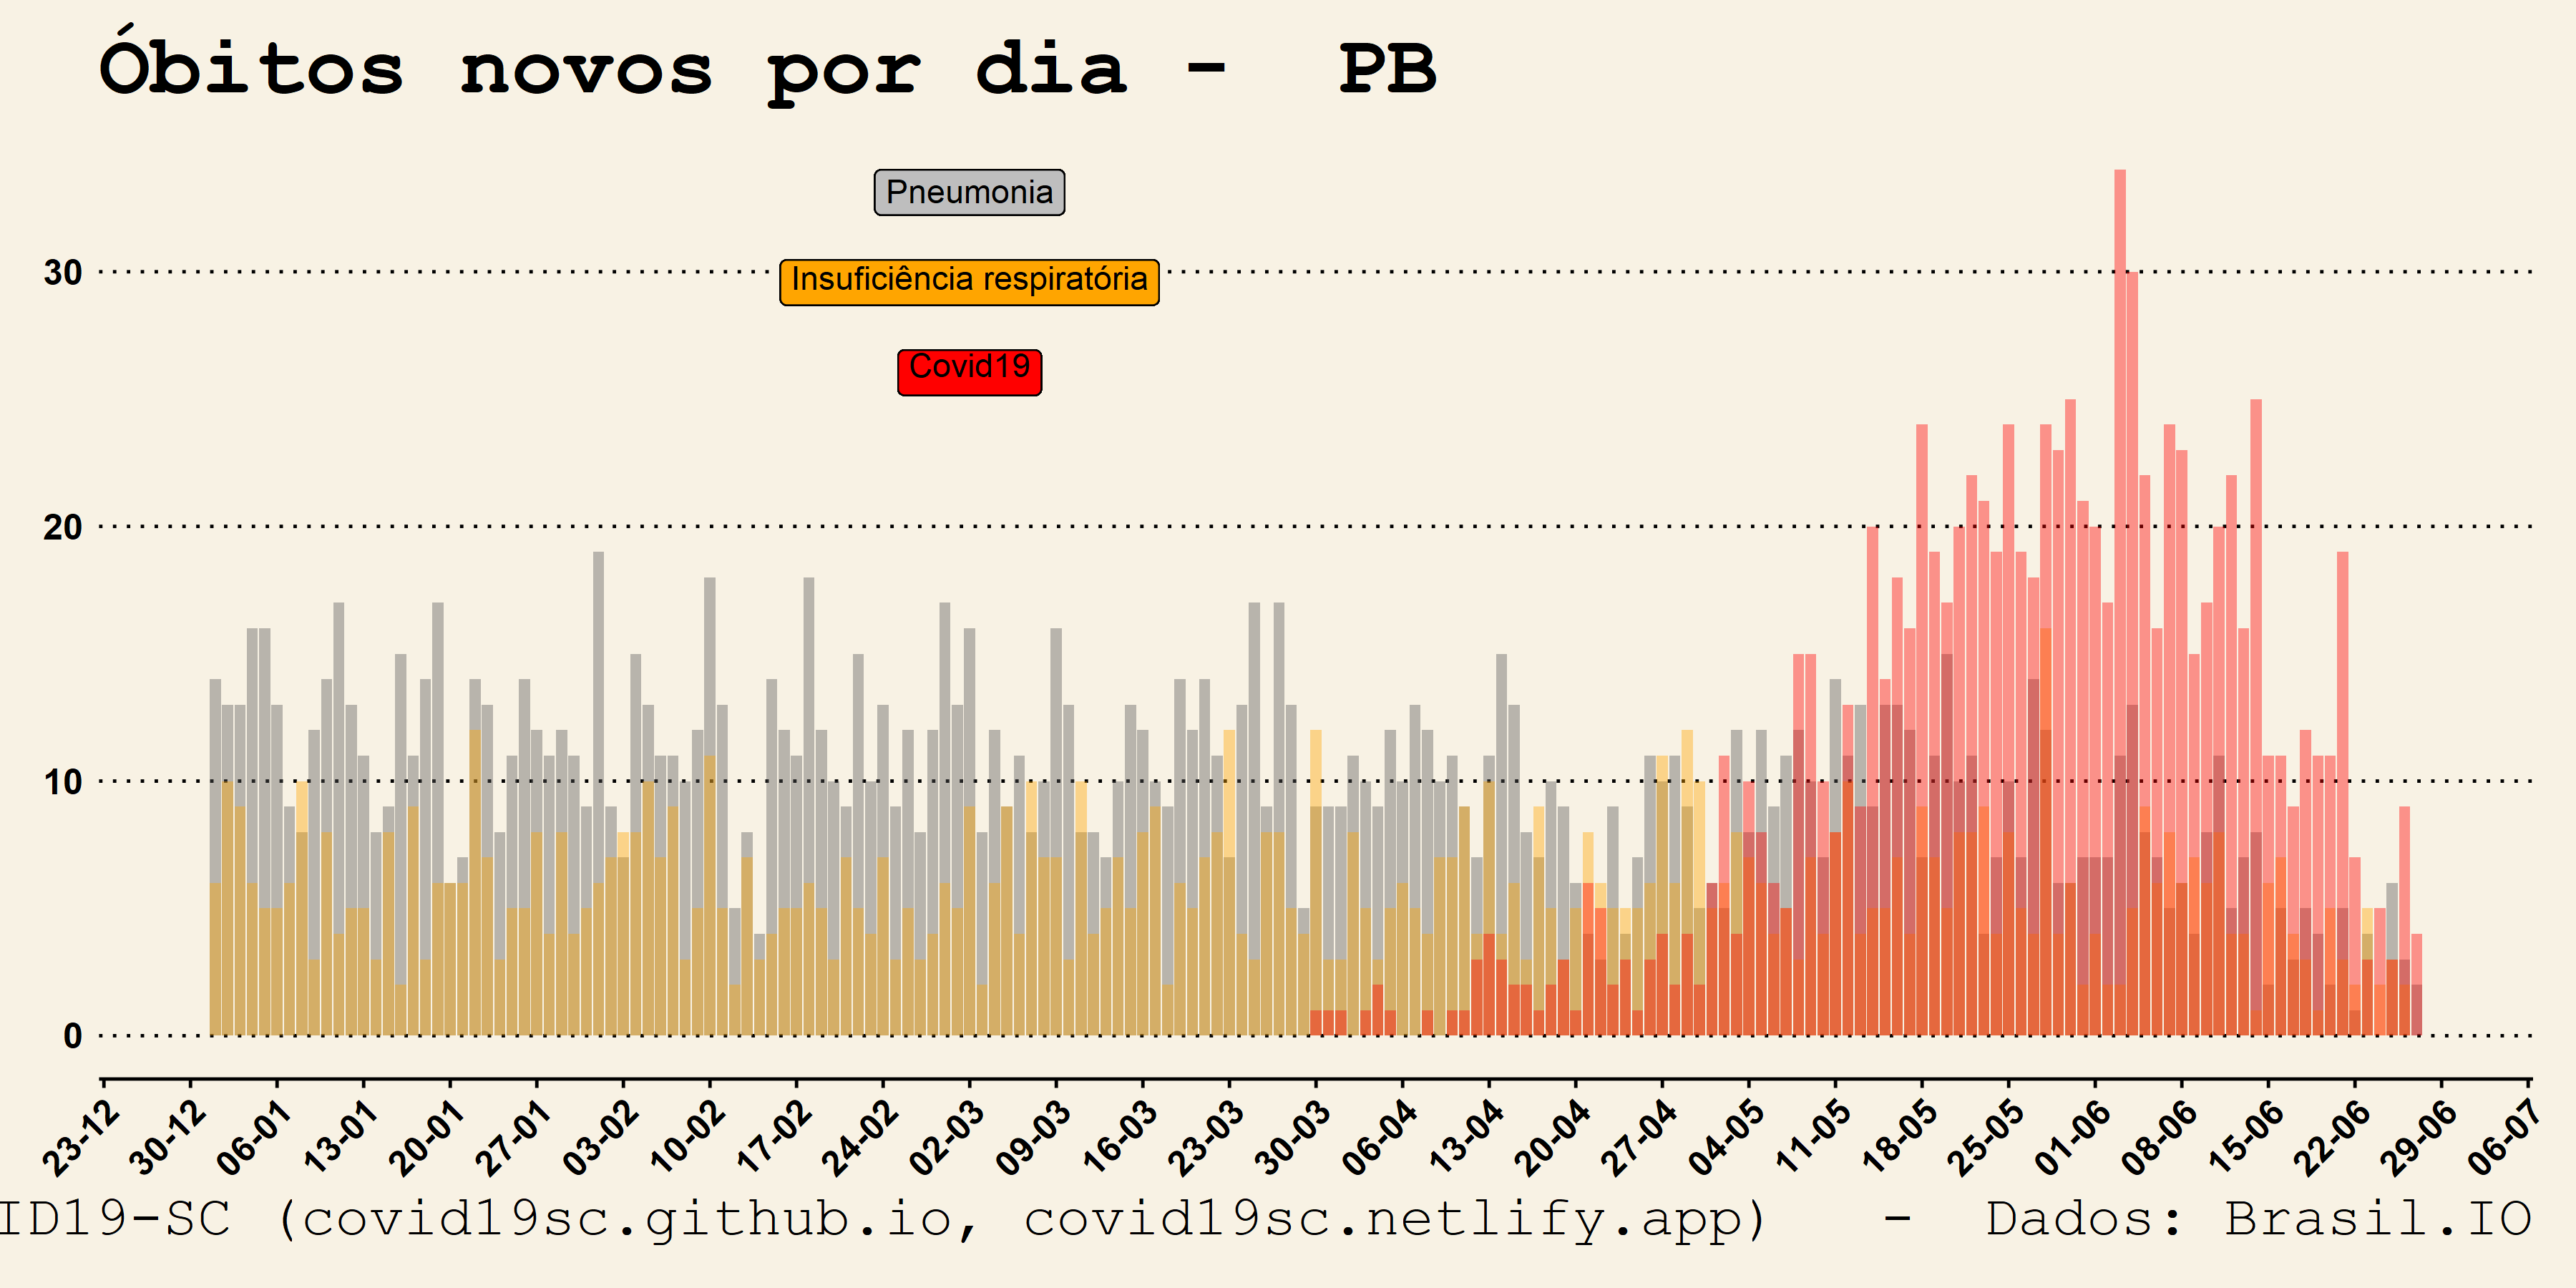 Óbitos novos por dia - PB
Pneumonia
Insuficiência respiratória
Covid19
30
20
10
0
23-12 30-12 06-01 13-01 20-01 27-01 03-02 10-02 17-02 24-02 02-03 09-03 16-03 23-03 30-03 06-04 13-04 20-04 27-04 04-05 11-05 18-05 25-05 01-06 08-06 15-06 22-06 29-06 06-07
ID19-SC (covid19sc.github.io, covid19sc.netlify.app) - Dados: Brasil.IO